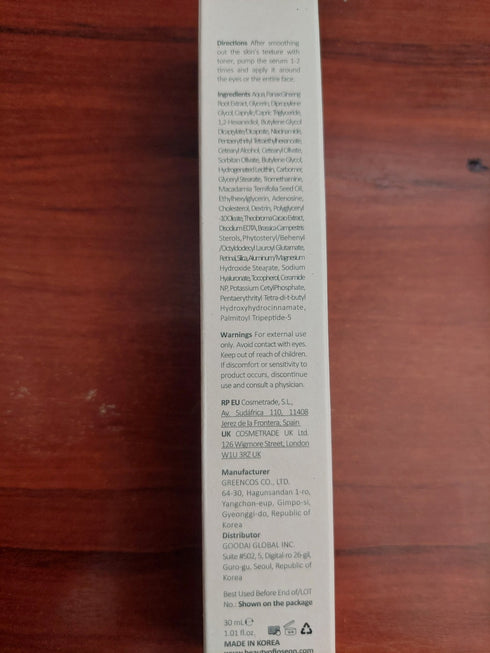 Directions After smoothing
out the skin's texture with
toner, pump the serum 1-2
times and apply it around
the eyes or the entire face.
Ingredients Aqua, Panax Ginseng
Root Extract, Glycerin, Dipropylene
Glycol, Caprylic/Capric Triglyceride,
1,2-Hexanediol, Butylene Glycol
Dicaprylate/Dicaprate, Niacinamide,
Pentaerythrityl Tetraethylhexanoate,
Cetearyl Alcohol, Cetearyl Olivate,
Sorbitan Olivate, Butylene Glycol,
Hydrogenated Lecithin, Carbomer,
Glyceryl Stearate, Tromethamine,
Macadamia Ternifolia Seed Oil,
Ethylhexylglycerin, Adenosine,
Cholesterol, Dextrin, Polyglyceryl
-10 Oleate, Theobroma Cacao Extract,
Disodium EDTA, Brassica Campestris
Sterols, Phytosteryl/Behenyl
/Octyldodecyl Lauroyl Glutamate,
Retinal, Silica, Aluminum/Magnesium
Hydroxide Stearate, Sodium
Hyaluronate, Tocopherol, Ceramide
NP, Potassium Cetyl Phosphate,
Pentaerythrityl Tetra-di-t-butyl
Hydroxyhydrocinnamate,
Palmitoyl Tripeptide-5
Warnings For external use
only. Avoid contact with eyes.
Keep out of reach of children.
If discomfort or sensitivity to
product occurs, discontinue
use and consult a physician.
RP EU Cosmetrade, S.L.,
Av. Sudáfrica 110, 11408
Jerez de la Frontera, Spain
UK COSMETRADE UK Ltd.
126 Wigmore Street, London
W1U 3RZ UK
Manufacturer
GREENCOS CO., LTD.
64-30, Hagunsandan 1-ro,
Yangchon-eup, Gimpo-si,
Gyeonggi-do, Republic of
Korea
Distributor
GOODAI GLOBAL INC.
Suite #502, 5, Digital-ro 26-gil,
Guro-gu, Seoul, Republic of
Korea
Best Used Before End of/LOT
No.: Shown on the package
30 mL e
1.01 fl.oz.
MADE IN KOREA
www.beautyofjoseon.com